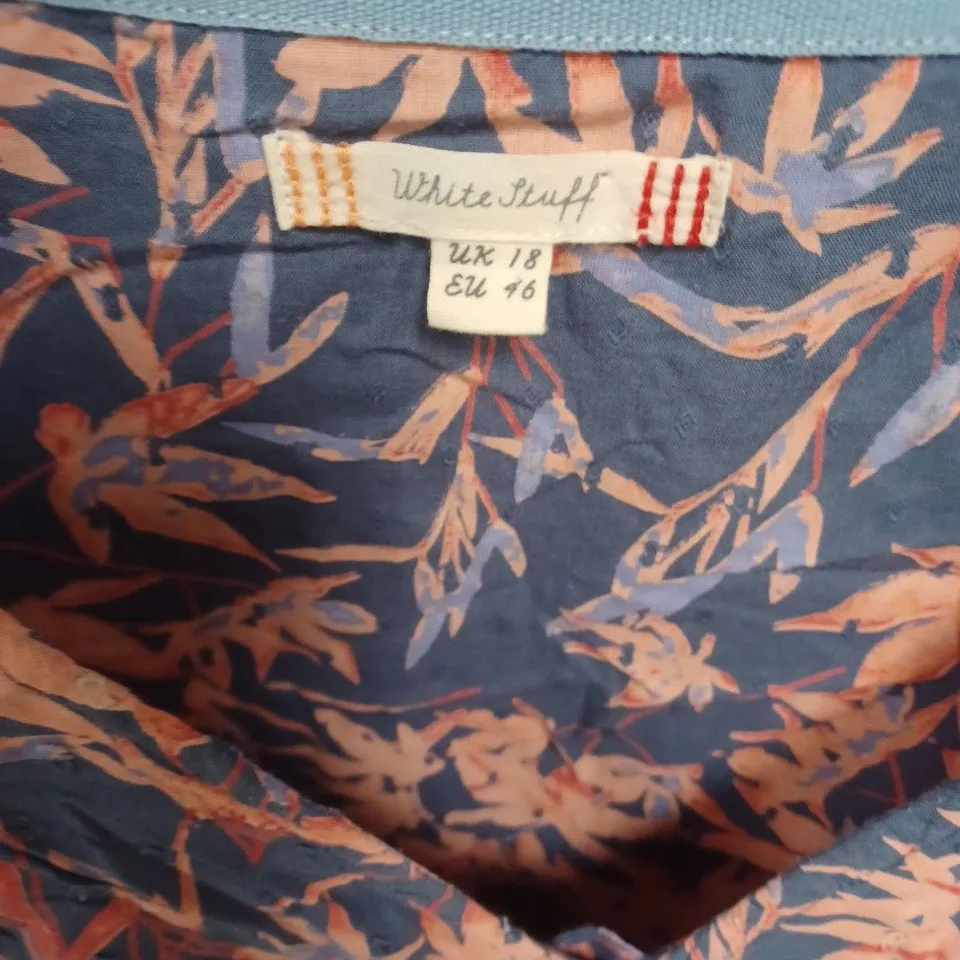 White Stuff
UK 18
EU 46